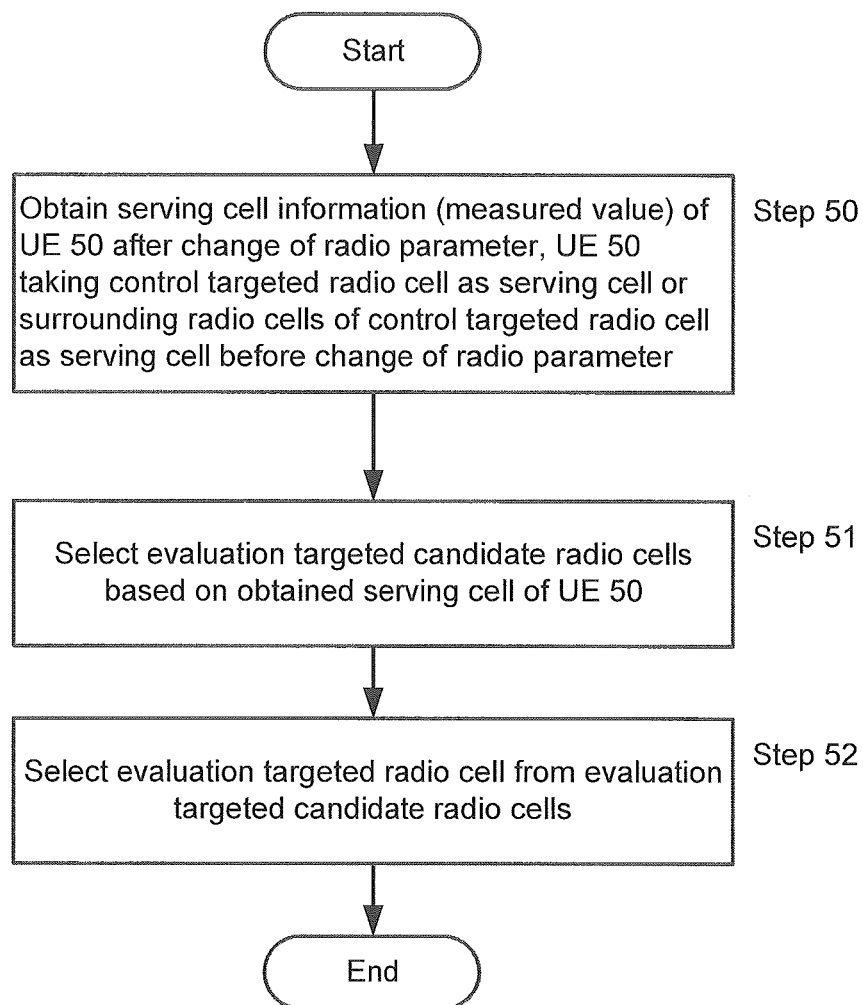 Start
Obtain serving cell information (measured value) of
UE 50 after change of radio parameter, UE 50
taking control targeted radio cell as serving cell or
surrounding radio cells of control targeted radio cell
as serving cell before change of radio parameter
Step 50
Select evaluation targeted candidate radio cells
based on obtained serving cell of UE 50
Step 51
Select evaluation targeted radio cell from evaluation
targeted candidate radio cells
Step 52
End